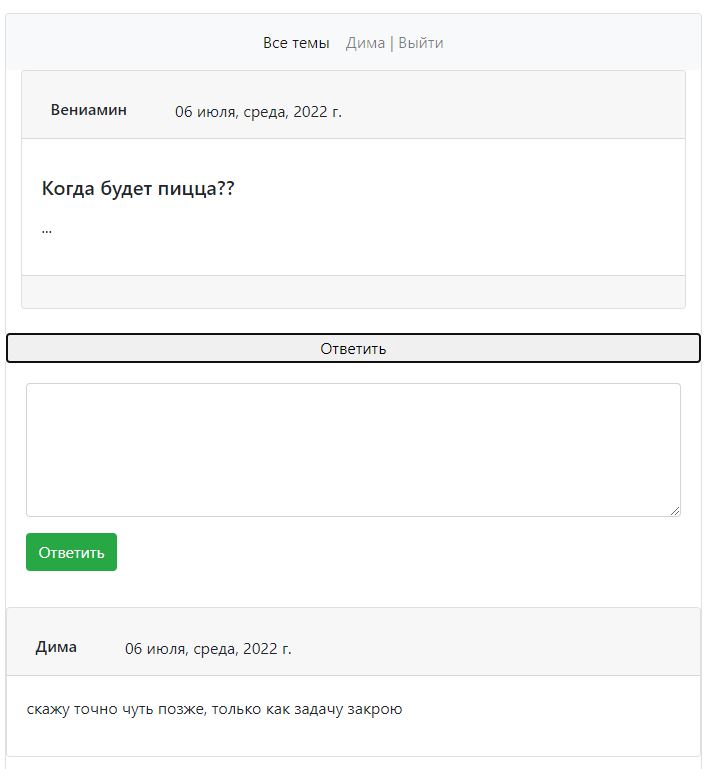 Все темы Дима | Выйти
Вениамин 06 июля, среда, 2022 г.
Когда будет пицца??
...
Ответить
Ответить
Дима 06 июля, среда, 2022 г.
скажу точно чуть позже, только как задачу закрою